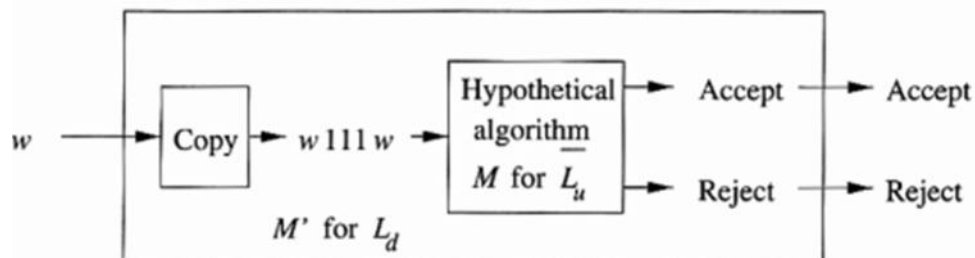 Hypothetical
Accept
Accept
algorithm
w
Copy
w 111 w
M for L̅u
Reject
Reject
M' for Ld